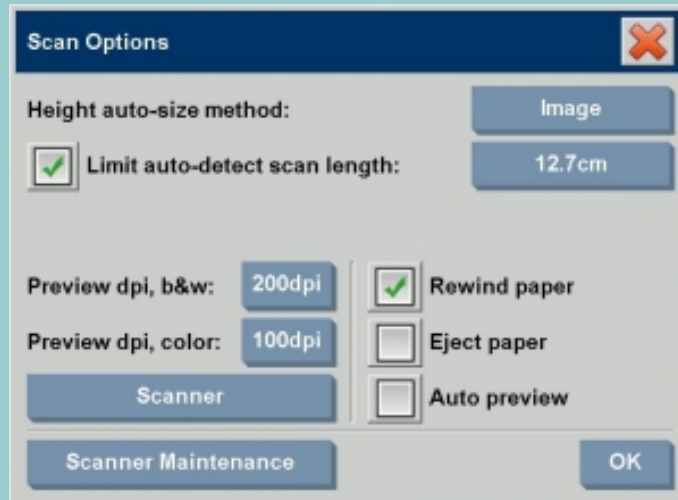 Scan Options
Height auto-size method: Image
Limit auto-detect scan length: 12.7cm
Preview dpi, b&w: 200dpi Rewind paper
Preview dpi, color: 100dpi Eject paper
Scanner Auto preview
Scanner Maintenance OK